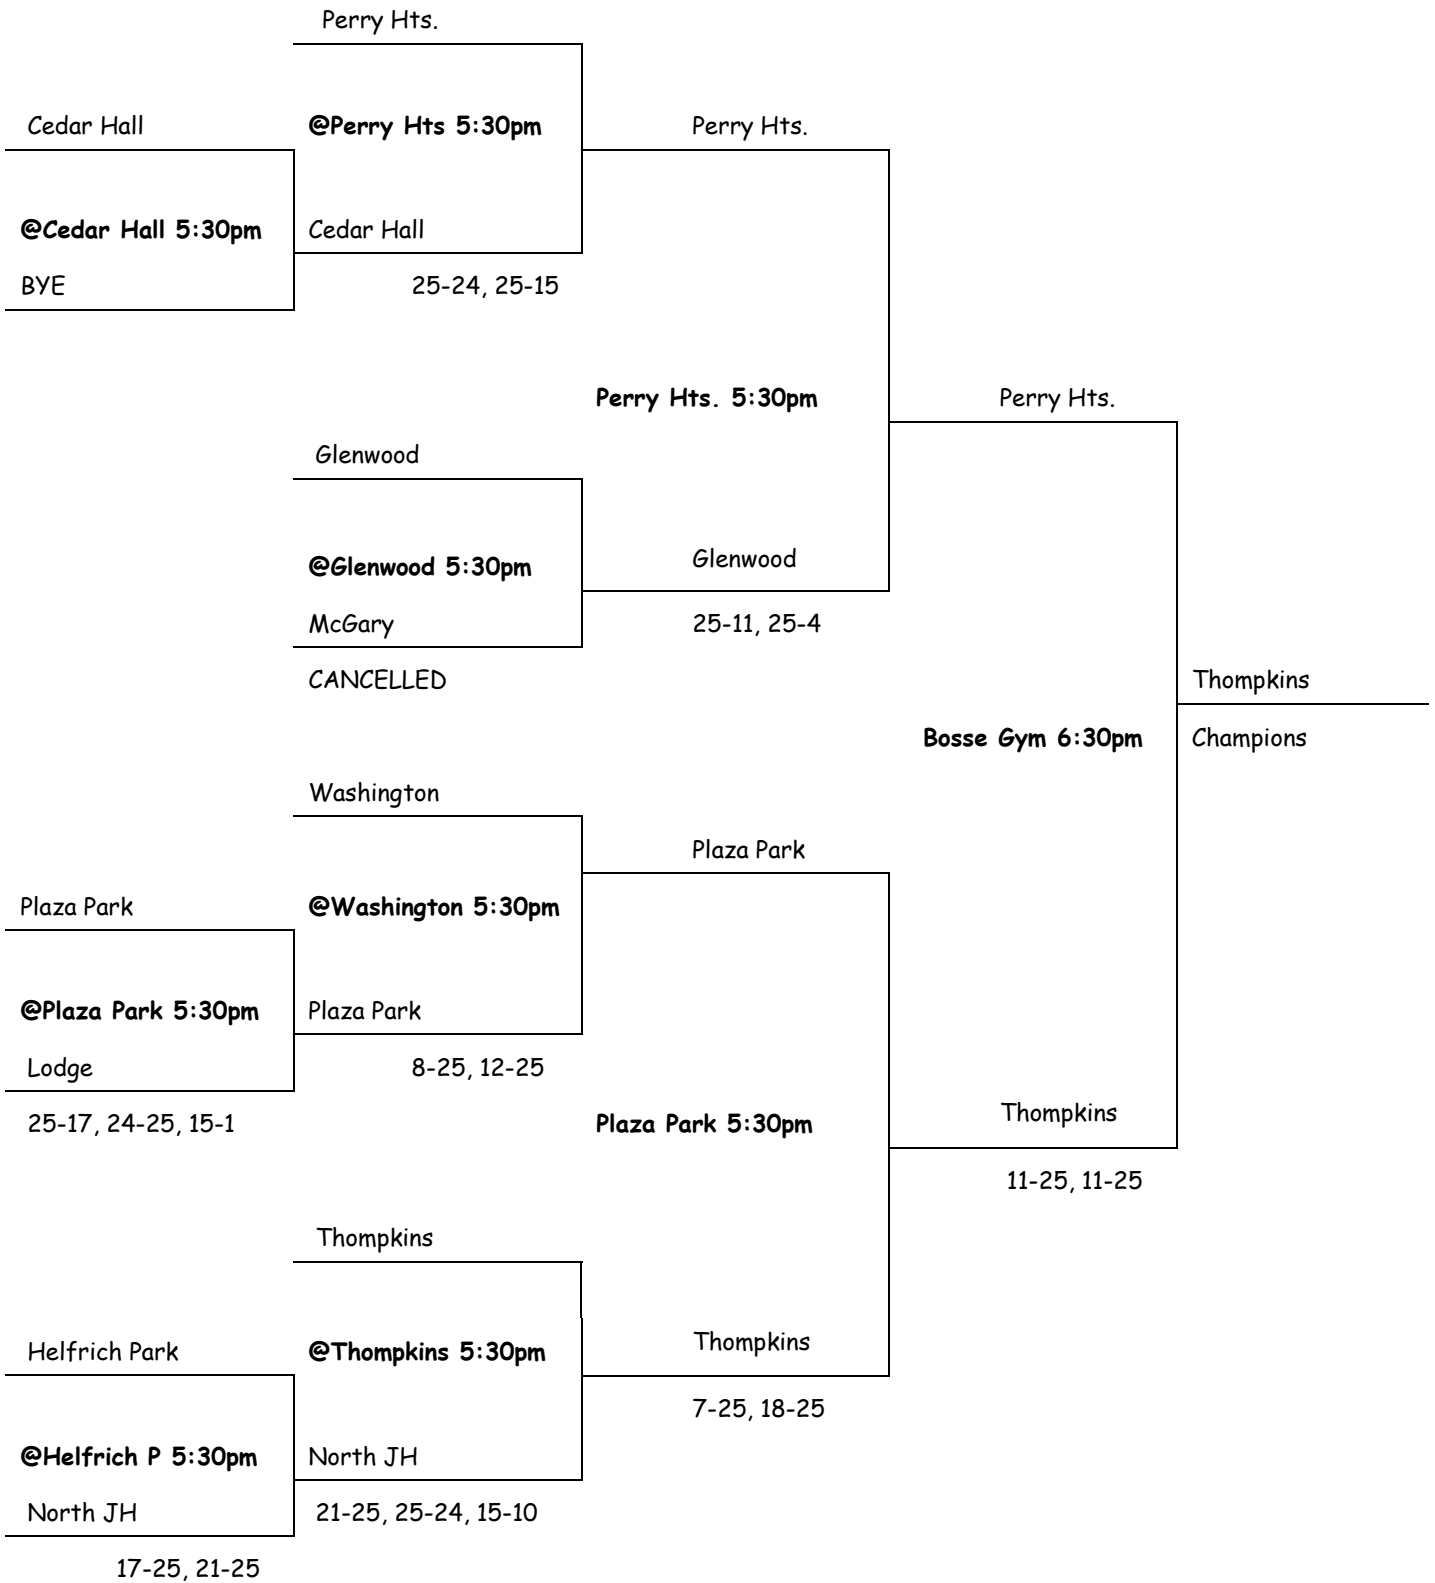 Perry Hts.
Cedar Hall
@Perry Hts 5:30pm
Perry Hts.
@Cedar Hall 5:30pm
Cedar Hall
BYE
25-24, 25-15
Perry Hts. 5:30pm
Perry Hts.
Glenwood
@Glenwood 5:30pm
Glenwood
McGary
25-11, 25-4
CANCELLED
Thompkins
Bosse Gym 6:30pm
Champions
Washington
Plaza Park
Plaza Park
@Washington 5:30pm
@Plaza Park 5:30pm
Plaza Park
Lodge
8-25, 12-25
25-17, 24-25, 15-1
Plaza Park 5:30pm
Thompkins
11-25, 11-25
Thompkins
Helfrich Park
@Thompkins 5:30pm
Thompkins
7-25, 18-25
@Helfrich P 5:30pm
North JH
North JH
21-25, 25-24, 15-10
17-25, 21-25